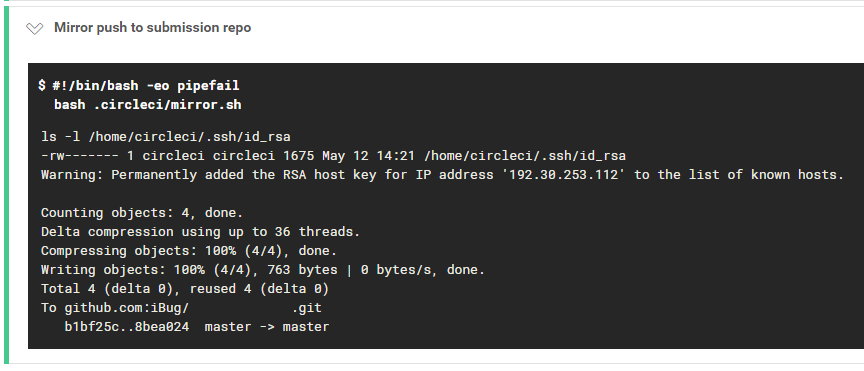 Mirror push to submission repo
$ #!/bin/bash -eo pipefail
bash .circleci/mirror.sh
ls -l /home/circleci/.ssh/id_rsa
-rw------- 1 circleci circleci 1675 May 12 14:21 /home/circleci/.ssh/id_rsa
Warning: Permanently added the RSA host key for IP address '192.30.253.112' to the list of known hosts.
Counting objects: 4, done.
Delta compression using up to 36 threads.
Compressing objects: 100% (4/4), done.
Writing objects: 100% (4/4), 763 bytes | 0 bytes/s, done.
Total 4 (delta 0), reused 4 (delta 0)
To github.com:iBug/ .git
b1bf25c..8bea024 master -> master